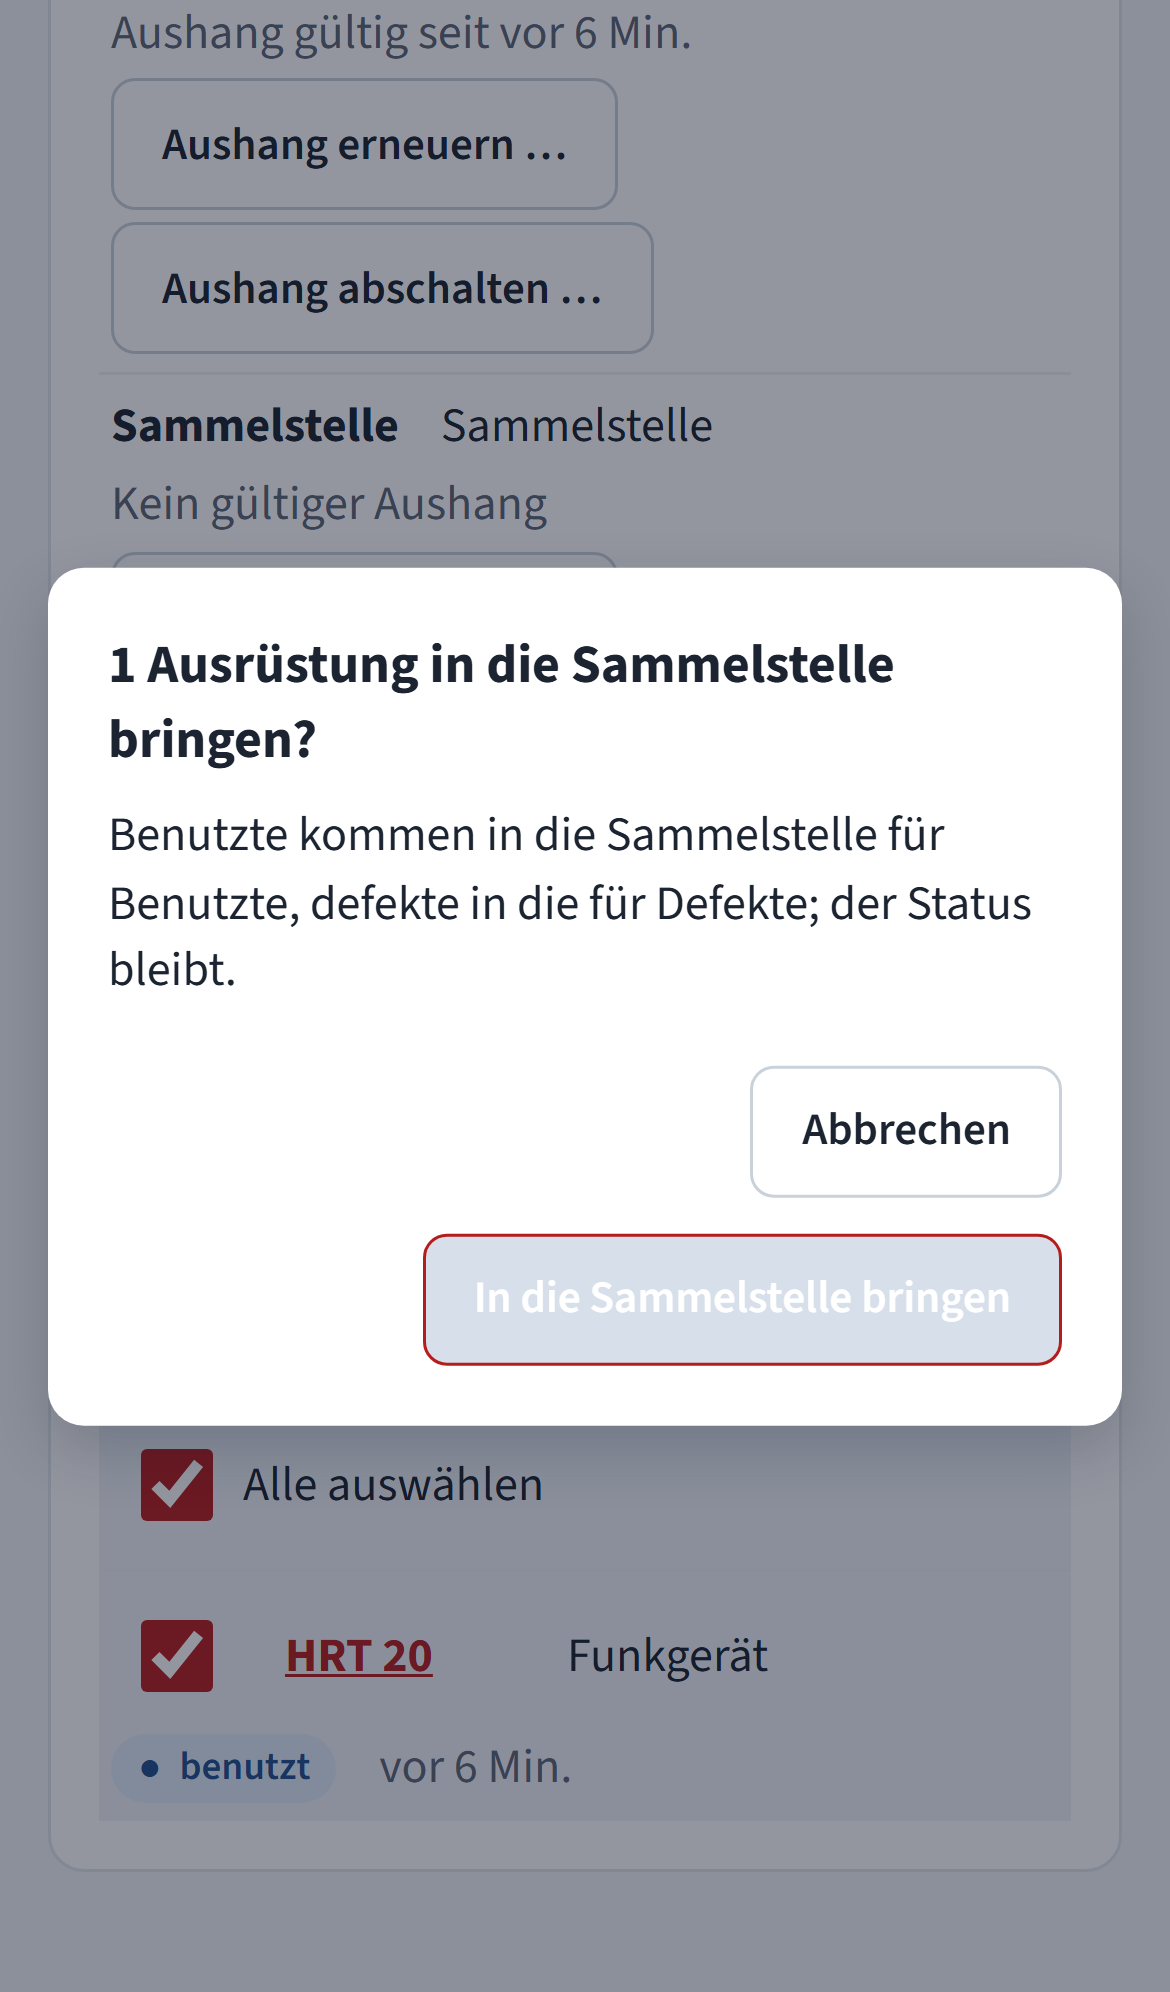 Aushang gültig seit vor 6 Min.
Aushang erneuern …
Aushang abschalten …
Sammelstelle Sammelstelle
Kein gültiger Aushang
1 Ausrüstung in die Sammelstelle
bringen?
Benutzte kommen in die Sammelstelle für
Benutzte, defekte in die für Defekte; der Status
bleibt.
Abbrechen
In die Sammelstelle bringen
Alle auswählen
HRT 20 Funkgerät
benutzt vor 6 Min.